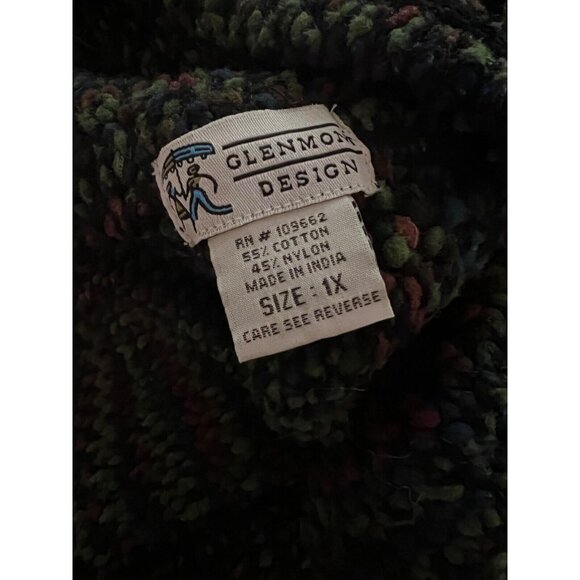 GLENMONT
DESIGN
RN # 109662
55% COTTON
45% NYLON
MADE IN INDIA
SIZE : 1X
CARE SEE REVERSE